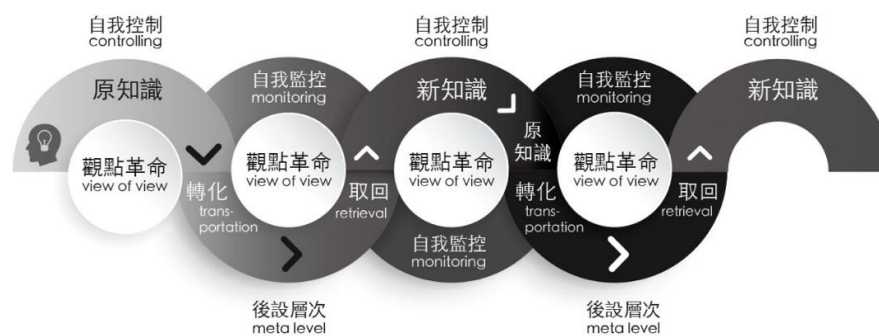 自我控制
controlling
自我控制
controlling
自我控制
controlling
原知識
自我監控
monitoring
新知識
自我監控
monitoring
新知識
原
知識
觀點革命
view of view
觀點革命
view of view
觀點革命
view of view
觀點革命
view of view
轉化
trans-
portation
取回
retrieval
轉化
trans-
portation
取回
retrieval
自我監控
monitoring
後設層次
meta level
後設層次
meta level